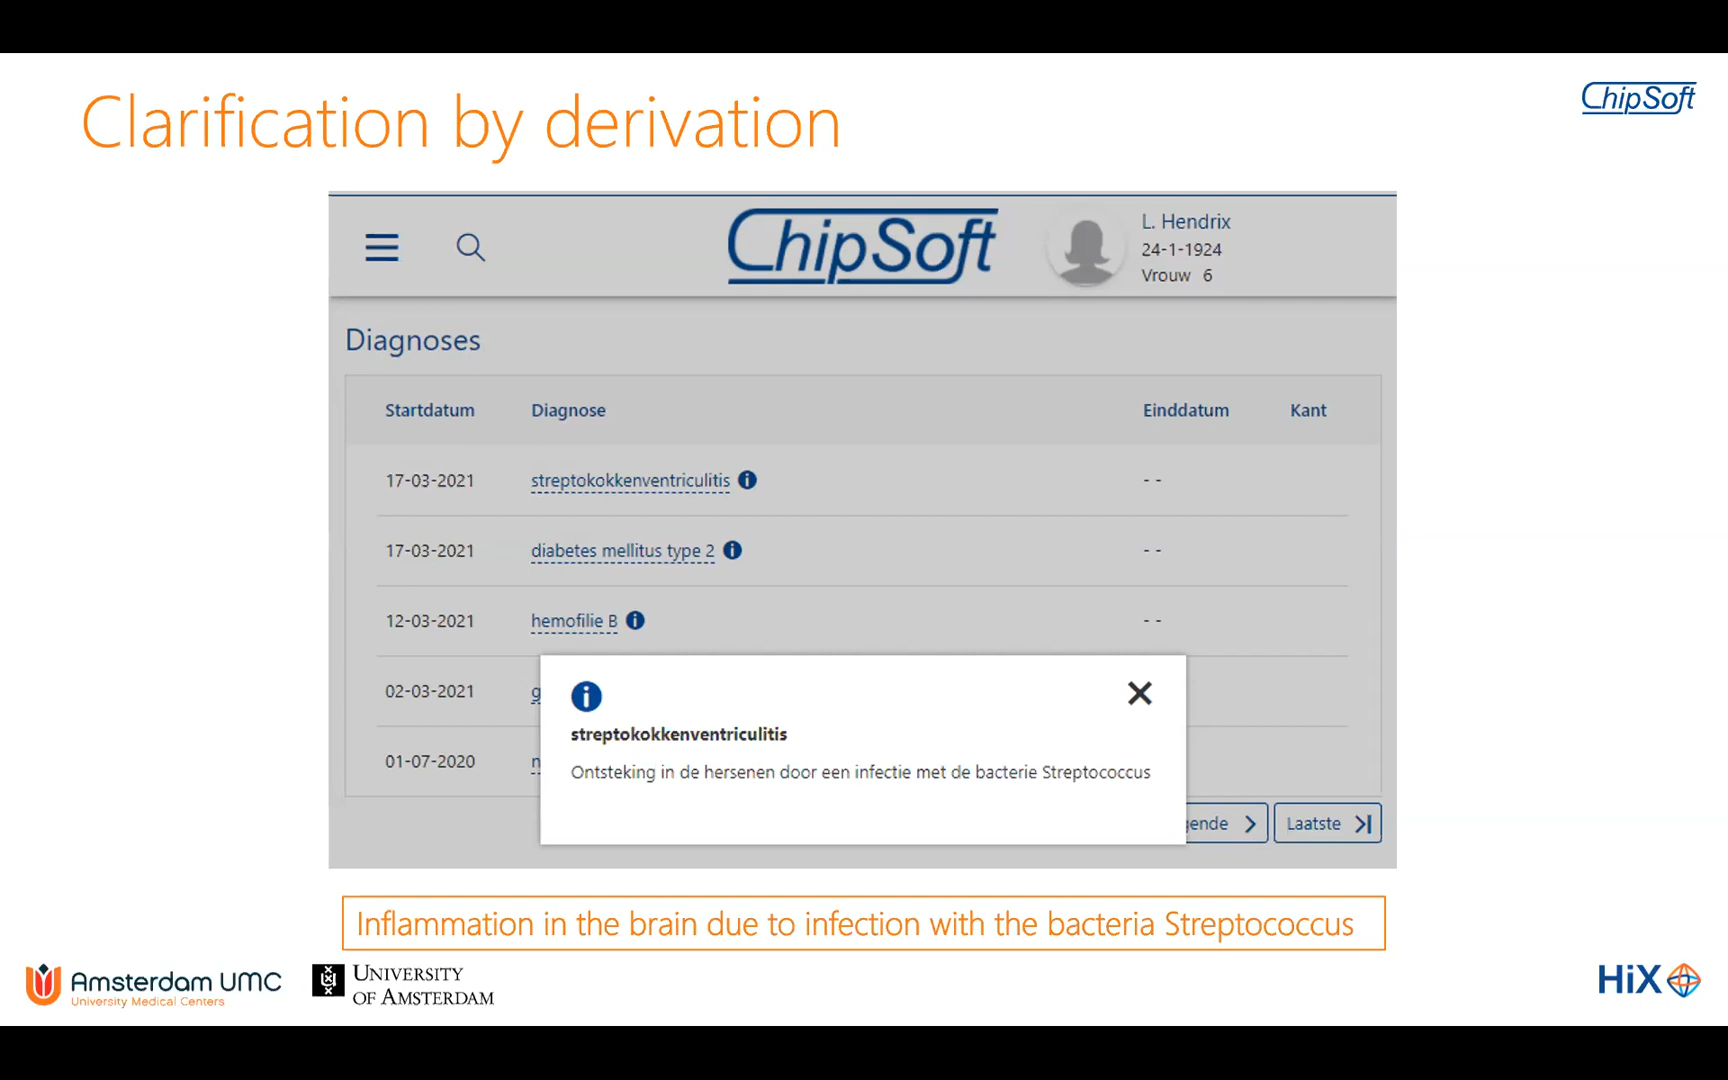 Clarification by derivation
ChipSoft
ChipSoft
L. Hendrix
24-1-1924
Vrouw 6
Diagnoses
Startdatum Diagnose Einddatum Kant
17-03-2021 streptokokkenventriculitis i - -
17-03-2021 diabetes mellitus type 2 i - -
12-03-2021 hemofilie B i - -
02-03-2021
01-07-2020
i
streptokokkenventriculitis
Ontsteking in de hersenen door een infectie met de bacterie Streptococcus
Laatste
Inflammation in the brain due to infection with the bacteria Streptococcus
Amsterdam UMC
University Medical Centers
UNIVERSITY
OF AMSTERDAM
HiX